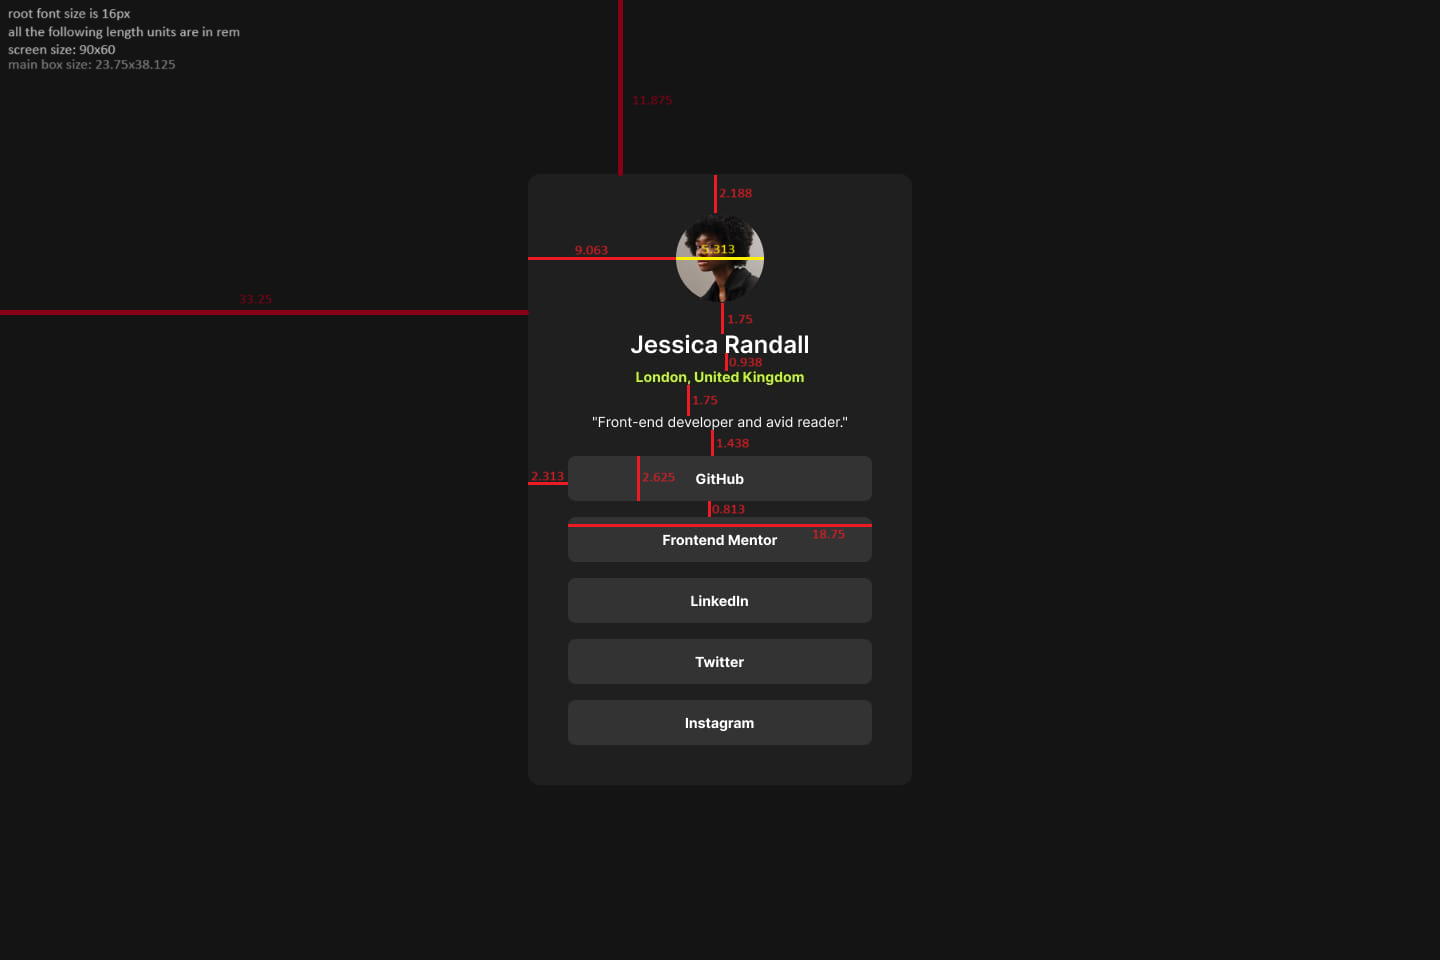 root font size is 16px
all the following length units are in rem
screen size: 90x60
main box size: 23.75x38.125
11.875
2.188
9.063
5.313
33.25
1.75
Jessica Randall
0.938
London, United Kingdom
1.75
"Front-end developer and avid reader."
1.438
2.313
2.625
GitHub
0.813
18.75
Frontend Mentor
LinkedIn
Twitter
Instagram